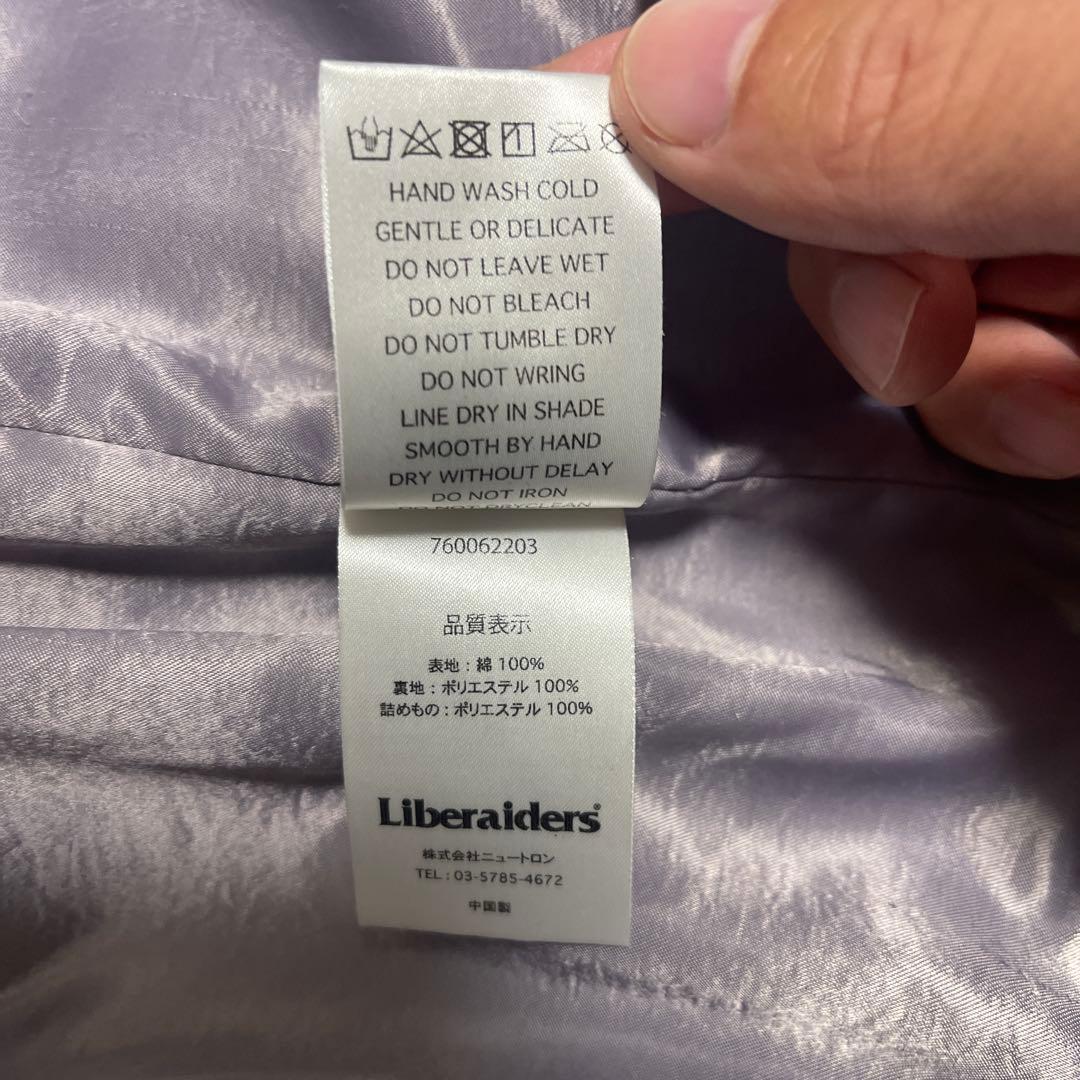 HAND WASH COLD
GENTLE OR DELICATE
DO NOT LEAVE WET
DO NOT BLEACH
DO NOT TUMBLE DRY
DO NOT WRING
LINE DRY IN SHADE
SMOOTH BY HAND
DRY WITHOUT DELAY
DO NOT IRON
DO NOT DRYCLEAN
760062203
品質表示
表地 : 綿 100%
裏地 : ポリエステル 100%
詰めもの : ポリエステル 100%
Liberaiders®
株式会社ニュートロン
TEL : 03-5785-4672
中国製